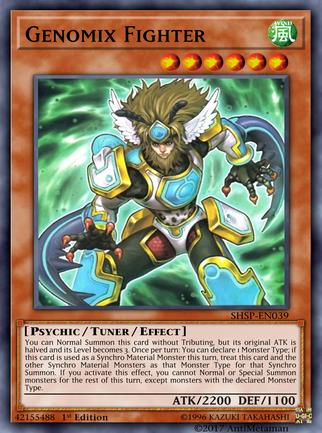 Genomix Fighter
WIND
風
SHSP-EN039
[Psychic / Tuner / Effect]
You can Normal Summon this card without Tributing, but its original ATK
is halved and its Level becomes 3. Once per turn: You can declare 1 Monster Type; if
this card is used as a Synchro Material Monster this turn, treat this card and the
other Synchro Material Monsters as that Monster Type for that Synchro
Summon. If you activate this effect, you cannot Normal or Special Summon
monsters for the rest of this turn, except monsters with the declared Monster
Type.
ATK/2200 DEF/1100
42155488 1st Edition ©1996 KAZUKI TAKAHASHI
©2017 AntiMetaman